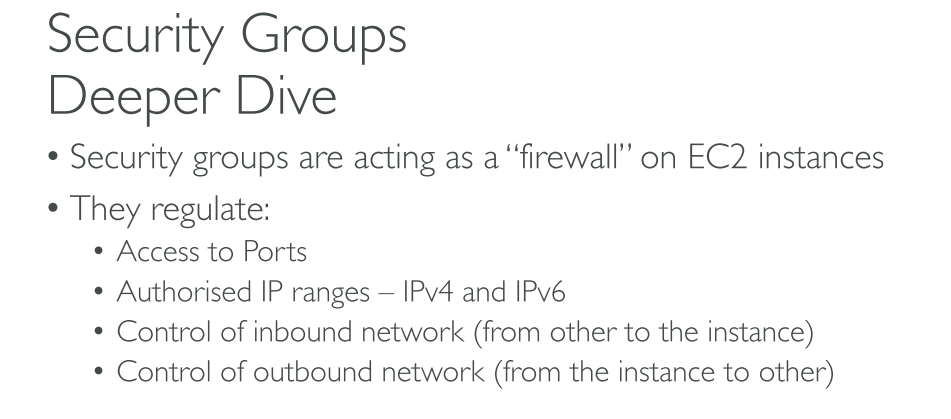 Security Groups
Deeper Dive
• Security groups are acting as a “firewall” on EC2 instances
• They regulate:
• Access to Ports
• Authorised IP ranges – IPv4 and IPv6
• Control of inbound network (from other to the instance)
• Control of outbound network (from the instance to other)